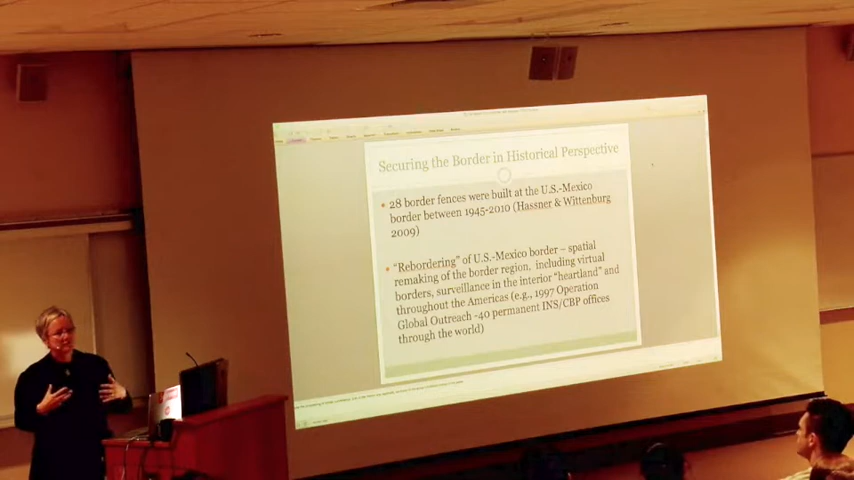 Securing the Border in Historical Perspective
• 28 border fences were built at the U.S.-Mexico
border between 1945-2010 (Hassner & Wittenburg
2009)
• "Rebordering" of U.S.-Mexico border – spatial
remaking of the border region, including virtual
borders, surveillance in the interior "heartland" and
throughout the Americas (e.g., 1997 Operation
Global Outreach -40 permanent INS/CBP offices
through the world)